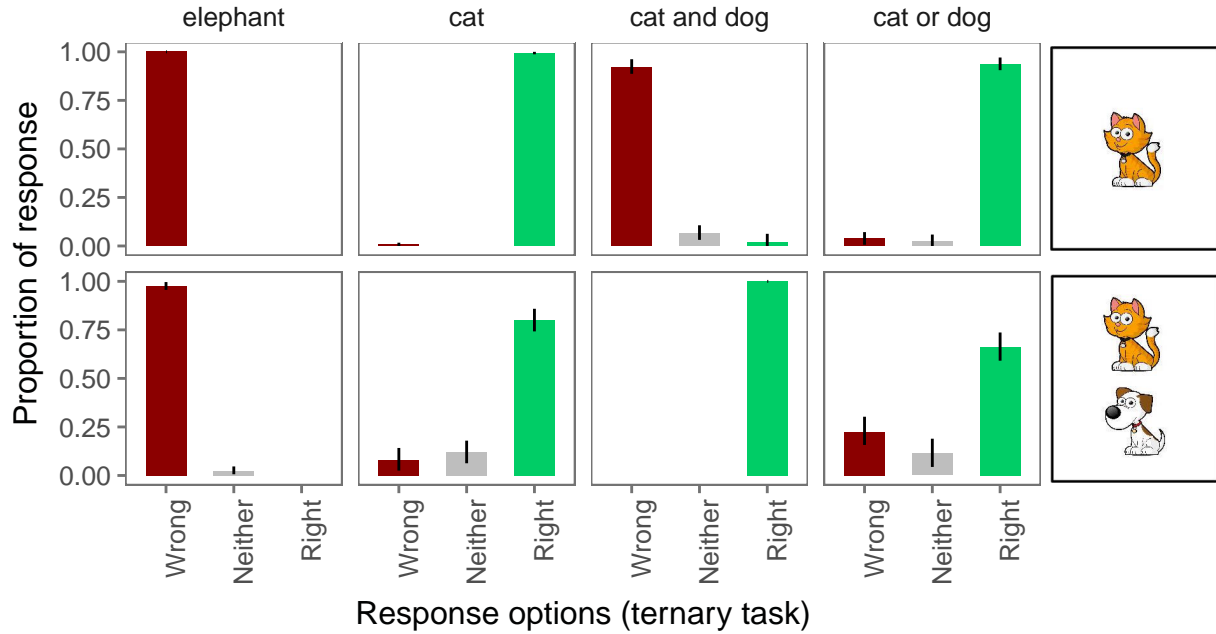 elephant
cat
cat and dog
cat or dog
Proportion of response
1.00
0.75
0.50
0.25
0.00
1.00
0.75
0.50
0.25
0.00
Wrong
Neither
Right
Wrong
Neither
Right
Wrong
Neither
Right
Wrong
Neither
Right
Response options (ternary task)